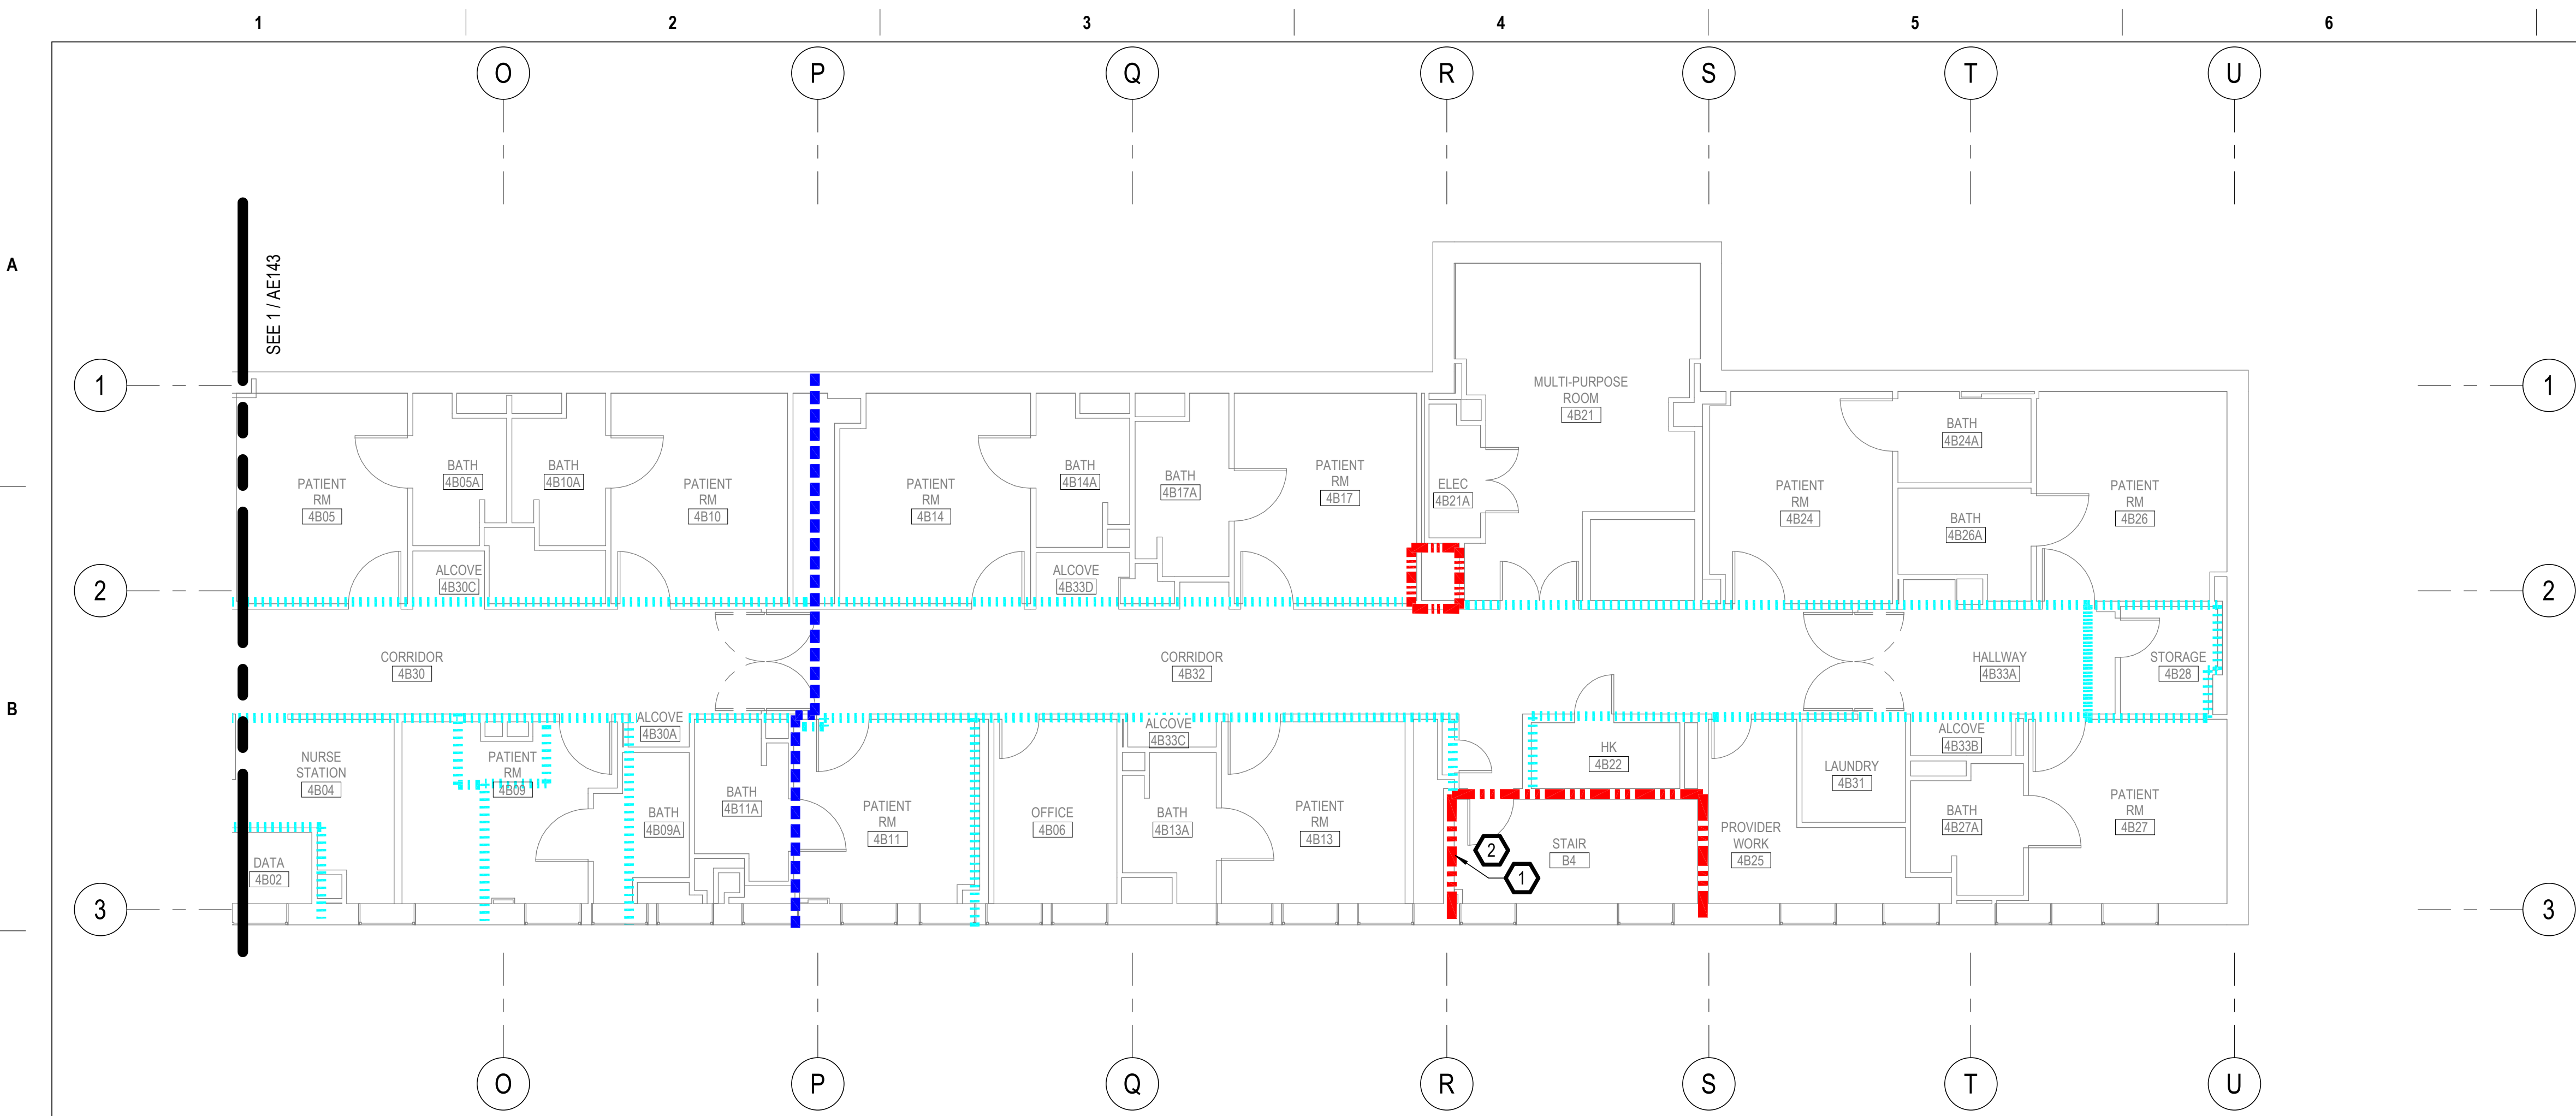 1 2 3 4 5 6
O P Q R S T U
A
SEE 1 / AE143
1 1
MULTI-PURPOSE
ROOM
4B21
BATH
4B24A
PATIENT
RM
4B05
BATH
4B05A
BATH
4B10A
PATIENT
RM
4B10
PATIENT
RM
4B14
BATH
4B14A
BATH
4B17A
PATIENT
RM
4B17
ELEC
4B21A
PATIENT
RM
4B24
BATH
4B26A
PATIENT
RM
4B26
2 2
ALCOVE
4B30C
ALCOVE
4B33D
CORRIDOR
4B30
CORRIDOR
4B32
HALLWAY
4B33A
STORAGE
4B28
B
NURSE
STATION
4B04
PATIENT
RM
4B09
ALCOVE
4B30A
BATH
4B09A
BATH
4B11A
PATIENT
RM
4B11
OFFICE
4B06
ALCOVE
4B33C
BATH
4B13A
PATIENT
RM
4B13
HK
4B22
2
1
STAIR
B4
PROVIDER
WORK
4B25
LAUNDRY
4B31
ALCOVE
4B33B
BATH
4B27A
PATIENT
RM
4B27
DATA
4B02
3 3
O P Q R S T U